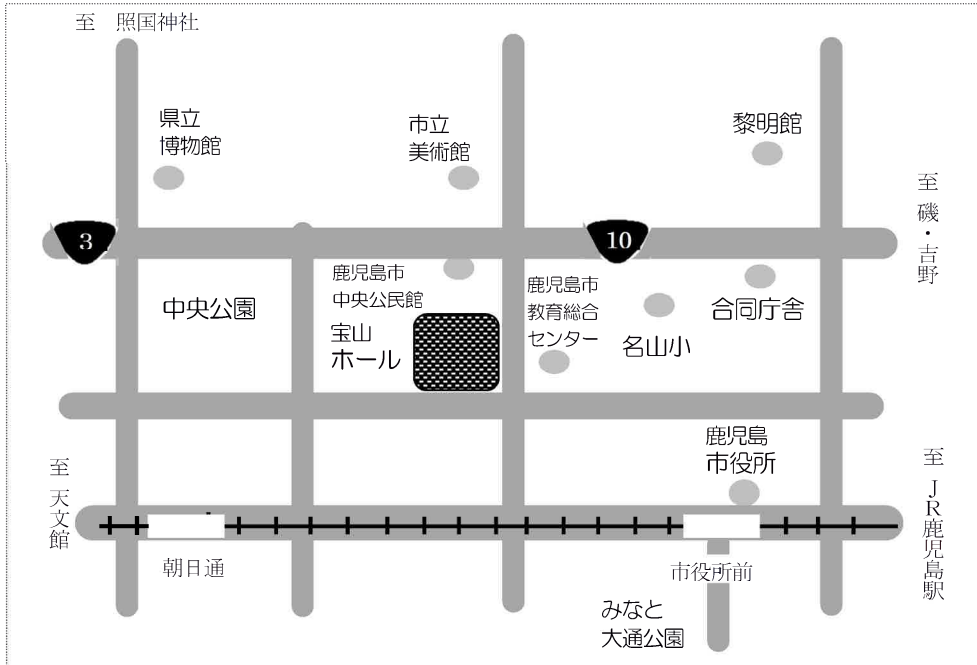 至 照国神社
県立
博物館
市立
美術館
黎明館
至 磯・吉野
3
10
鹿児島市
中央公民館
鹿児島市
教育総合
センター
中央公園
宝山
ホール
名山小
合同庁舎
鹿児島
市役所
至 天文館
至 JR鹿児島駅
朝日通
市役所前
みなと
大通公園